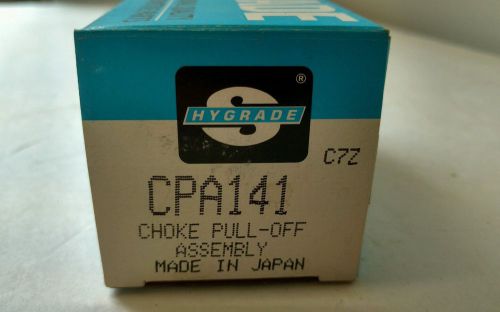 ®
S
HYGRADE
C7Z
CPA141
CHOKE PULL-OFF
ASSEMBLY
MADE IN JAPAN